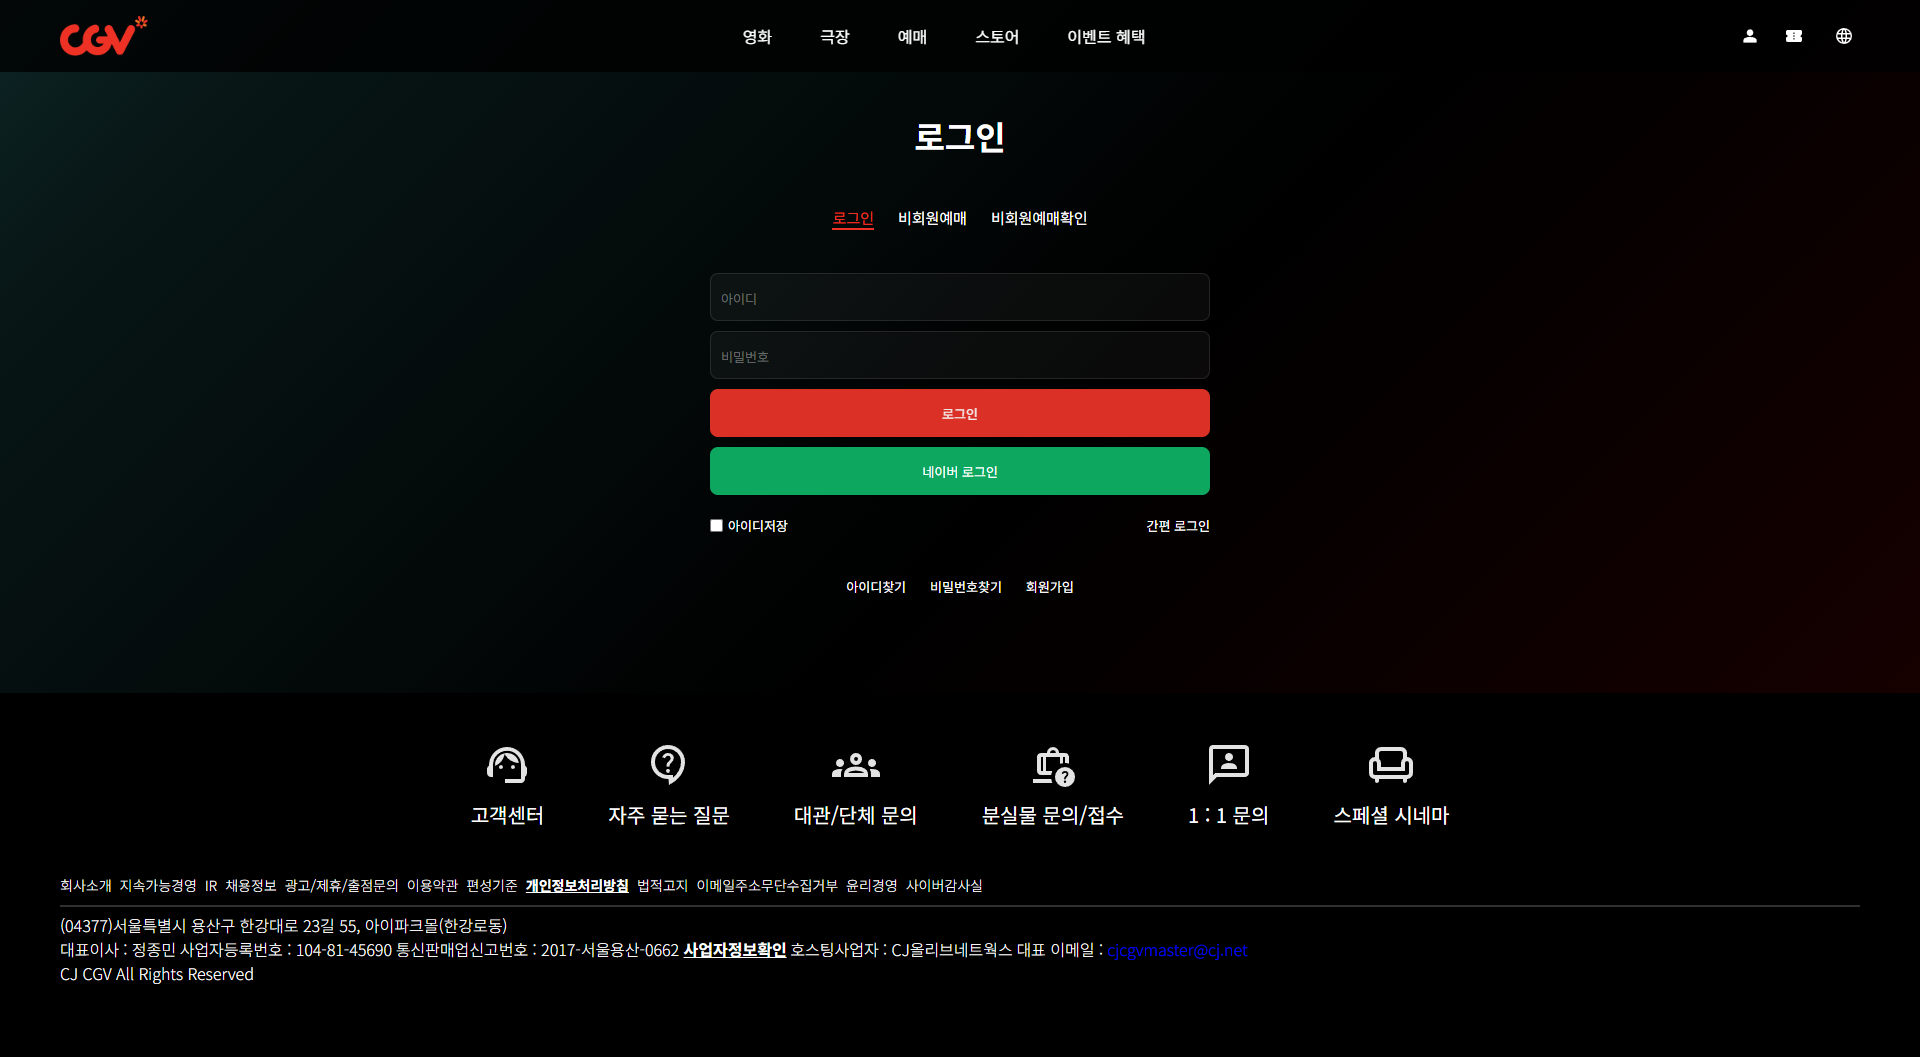 CGV
영화 극장 예매 스토어 이벤트 혜택
로그인
로그인 비회원예매 비회원예매확인
아이디
비밀번호
로그인
네이버 로그인
아이디저장 간편 로그인
아이디찾기 비밀번호찾기 회원가입
고객센터 자주 묻는 질문 대관/단체 문의 분실물 문의/접수 1 : 1 문의 스페셜 시네마
회사소개 지속가능경영 IR 채용정보 광고/제휴/출점문의 이용약관 편성기준 개인정보처리방침 법적고지 이메일주소무단수집거부 윤리경영 사이버감사실
(04377)서울특별시 용산구 한강대로 23길 55, 아이파크몰(한강로동)
대표이사 : 정종민 사업자등록번호 : 104-81-45690 통신판매업신고번호 : 2017-서울용산-0662 사업자정보확인 호스팅사업자 : CJ올리브네트웍스 대표 이메일 : cjcgvmaster@cj.net
CJ CGV All Rights Reserved